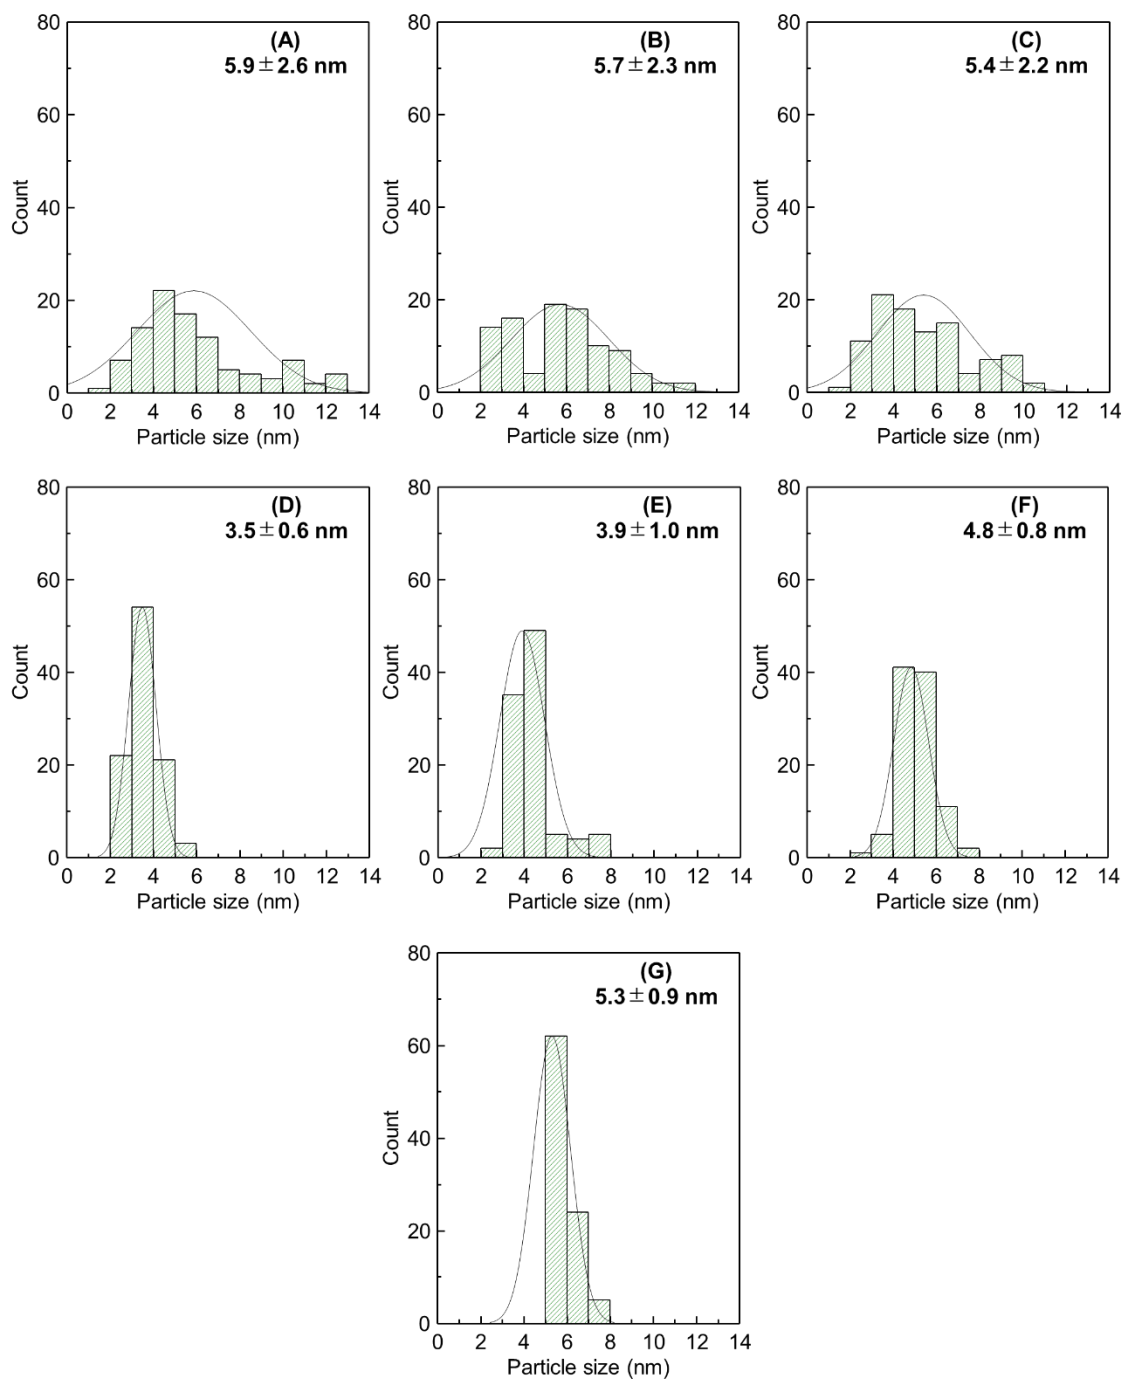 (A)
5.9±2.6 nm
80
60
40
20
0
Count
0 2 4 6 8 10 12 14
Particle size (nm)
(B)
5.7±2.3 nm
80
60
40
20
0
Count
0 2 4 6 8 10 12 14
Particle size (nm)
(C)
5.4±2.2 nm
80
60
40
20
0
Count
0 2 4 6 8 10 12 14
Particle size (nm)
(D)
3.5±0.6 nm
80
60
40
20
0
Count
0 2 4 6 8 10 12 14
Particle size (nm)
(E)
3.9±1.0 nm
80
60
40
20
0
Count
0 2 4 6 8 10 12 14
Particle size (nm)
(F)
4.8±0.8 nm
80
60
40
20
0
Count
0 2 4 6 8 10 12 14
Particle size (nm)
(G)
5.3±0.9 nm
80
60
40
20
0
Count
0 2 4 6 8 10 12 14
Particle size (nm)